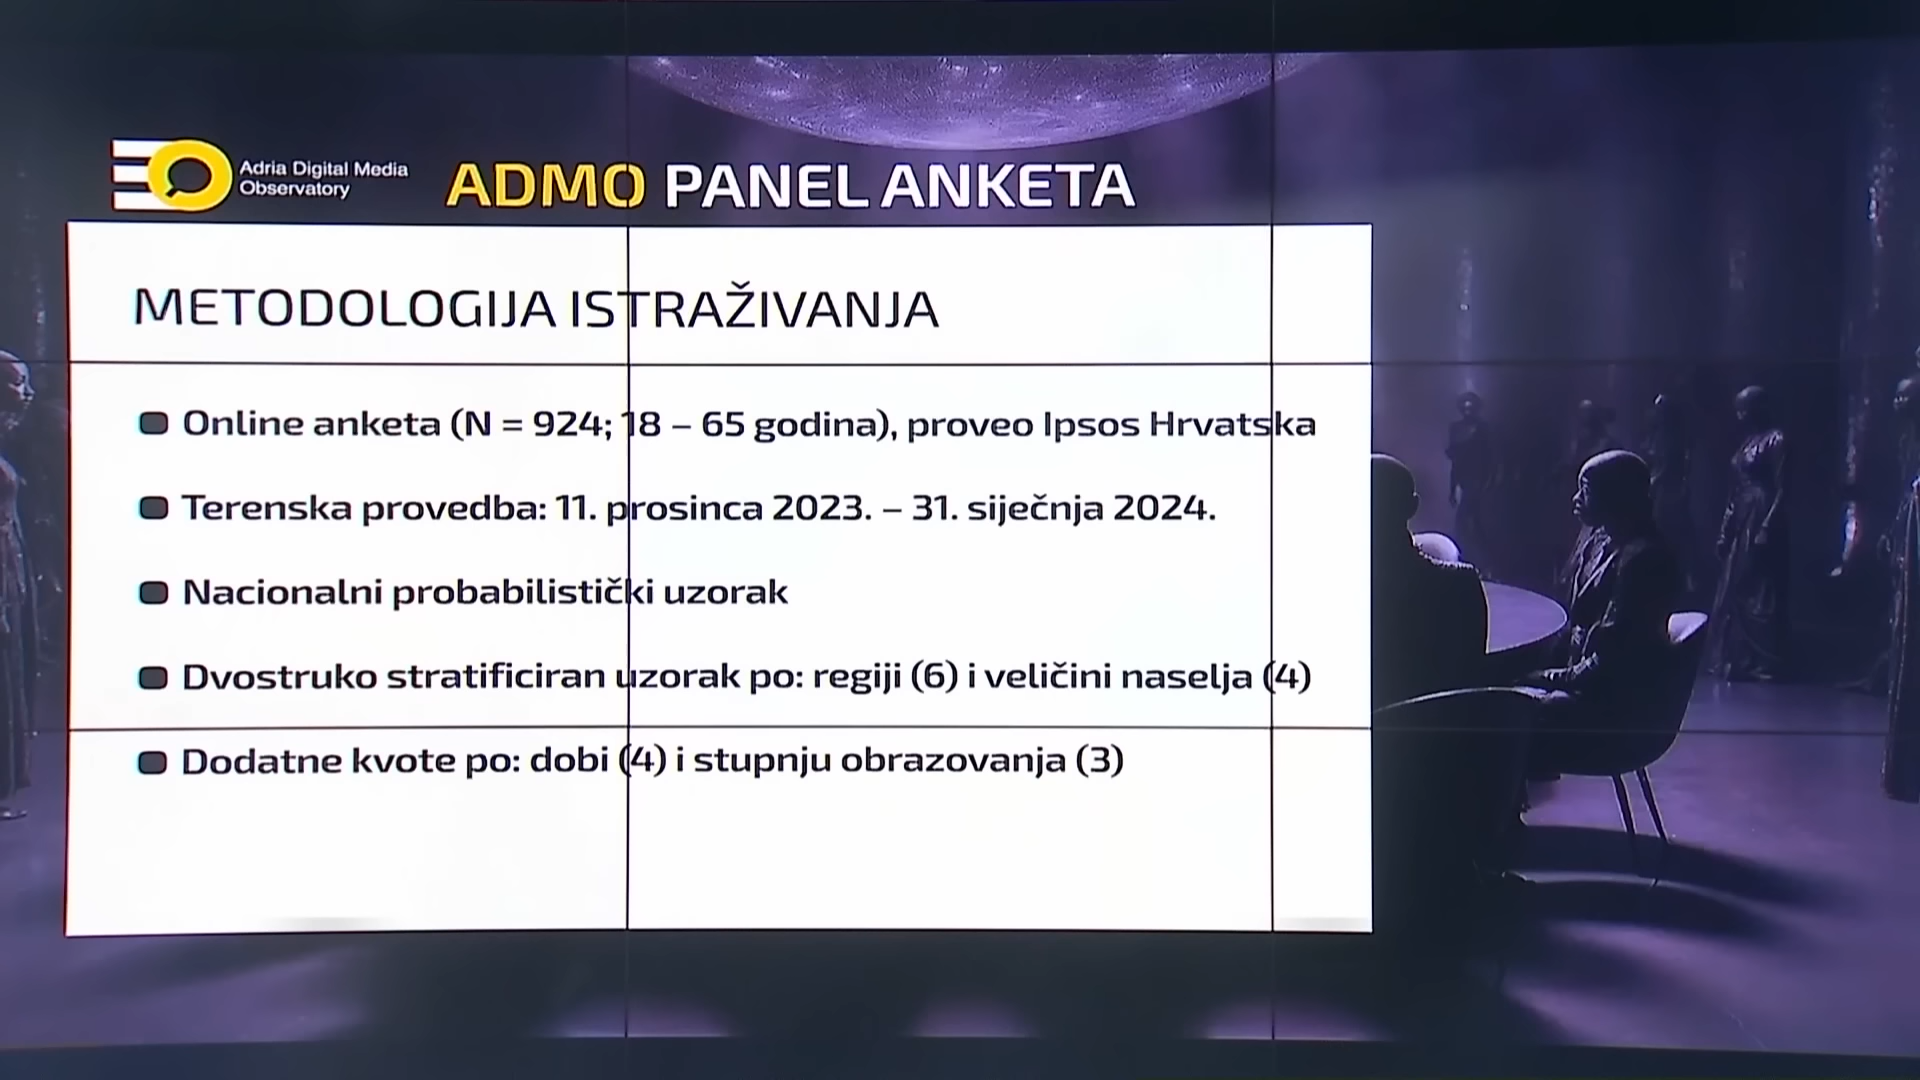 Adria Digital Media
Observatory
ADMO PANEL ANKETA
METODOLOGIJA ISTRAŽIVANJA
Online anketa (N = 924; 18 – 65 godina), proveo Ipsos Hrvatska
Terenska provedba: 11. prosinca 2023. – 31. siječnja 2024.
Nacionalni probabilistički uzorak
Dvostruko stratificiran uzorak po: regiji (6) i veličini naselja (4)
Dodatne kvote po: dobi (4) i stupnju obrazovanja (3)